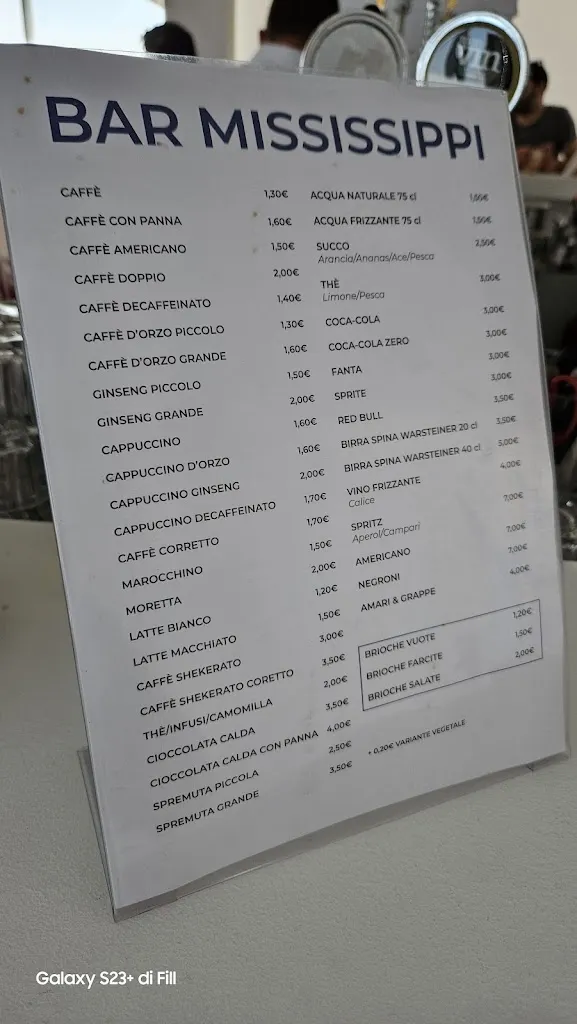 vm
BAR MISSISSIPPI
CAFFÈ 1,30€
CAFFÈ CON PANNA 1,60€
CAFFÈ AMERICANO 1,50€
CAFFÈ DOPPIO 2,00€
CAFFÈ DECAFFEINATO 1,40€
CAFFÈ D'ORZO PICCOLO 1,30€
CAFFÈ D'ORZO GRANDE 1,60€
GINSENG PICCOLO 1,50€
GINSENG GRANDE 2,00€
CAPPUCCINO 1,60€
CAPPUCCINO D'ORZO 1,60€
CAPPUCCINO GINSENG 2,00€
CAPPUCCINO DECAFFEINATO 1,70€
CAFFÈ CORRETTO 1,70€
MAROCCHINO 1,50€
MORETTA 2,00€
LATTE BIANCO 1,20€
LATTE MACCHIATO 1,50€
CAFFÈ SHEKERATO 3,00€
CAFFÈ SHEKERATO CORETTO 3,50€
THÈ/INFUSI/CAMOMILLA 2,00€
CIOCCOLATA CALDA 3,50€
CIOCCOLATA CALDA CON PANNA 4,00€
SPREMUTA PICCOLA 2,50€
SPREMUTA GRANDE 3,50€
ACQUA NATURALE 75 cl
ACQUA FRIZZANTE 75 cl
SUCCO 2,50€
Arancia/Ananas/Ace/Pesca
THÈ 3,00€
Limone/Pesca
COCA-COLA 3,00€
COCA-COLA ZERO 3,00€
FANTA 3,00€
SPRITE 3,00€
RED BULL 3,50€
BIRRA SPINA WARSTEINER 20 cl 3,50€
BIRRA SPINA WARSTEINER 40 cl 5,00€
VINO FRIZZANTE 4,00€
Calice
SPRITZ 7,00€
Aperol/Campari
AMERICANO 7,00€
NEGRONI 7,00€
AMARI & GRAPPE 4,00€
BRIOCHE VUOTE 1,20€
BRIOCHE FARCITE 1,50€
BRIOCHE SALATE 2,00€
+ 0,20€ VARIANTE VEGETALE
Galaxy S23+ di Fill